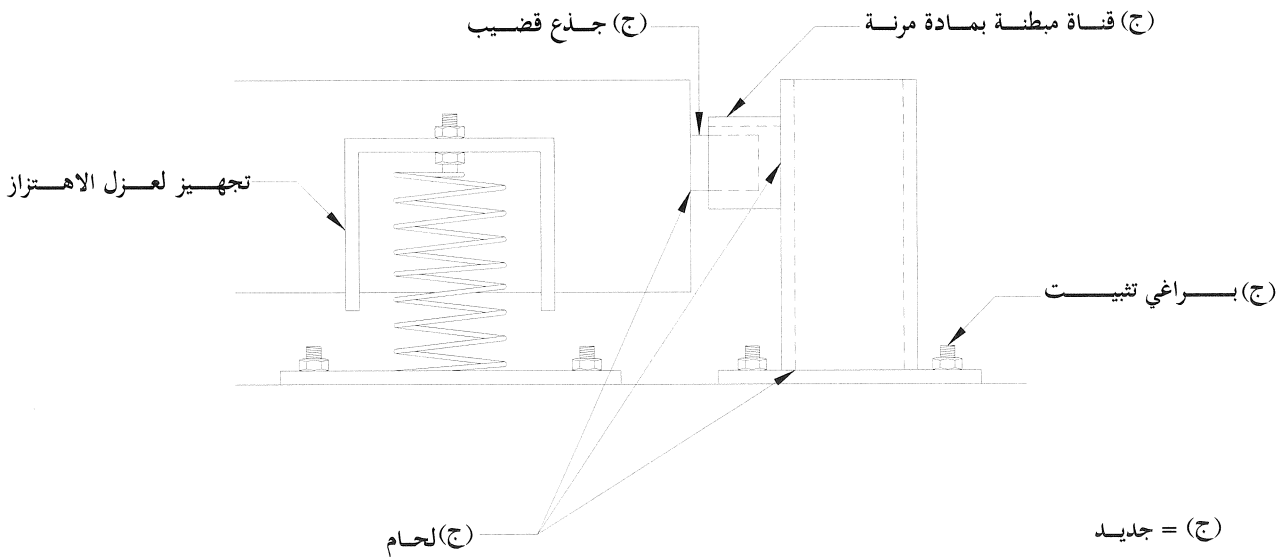 (ج) قناة مبطنة بمادة مرنة
(ج) جذع قضيب
تجهيز لعزل الاهتزاز
(ج) براغي تثبيت
(ج) لحام
(ج) = جديد